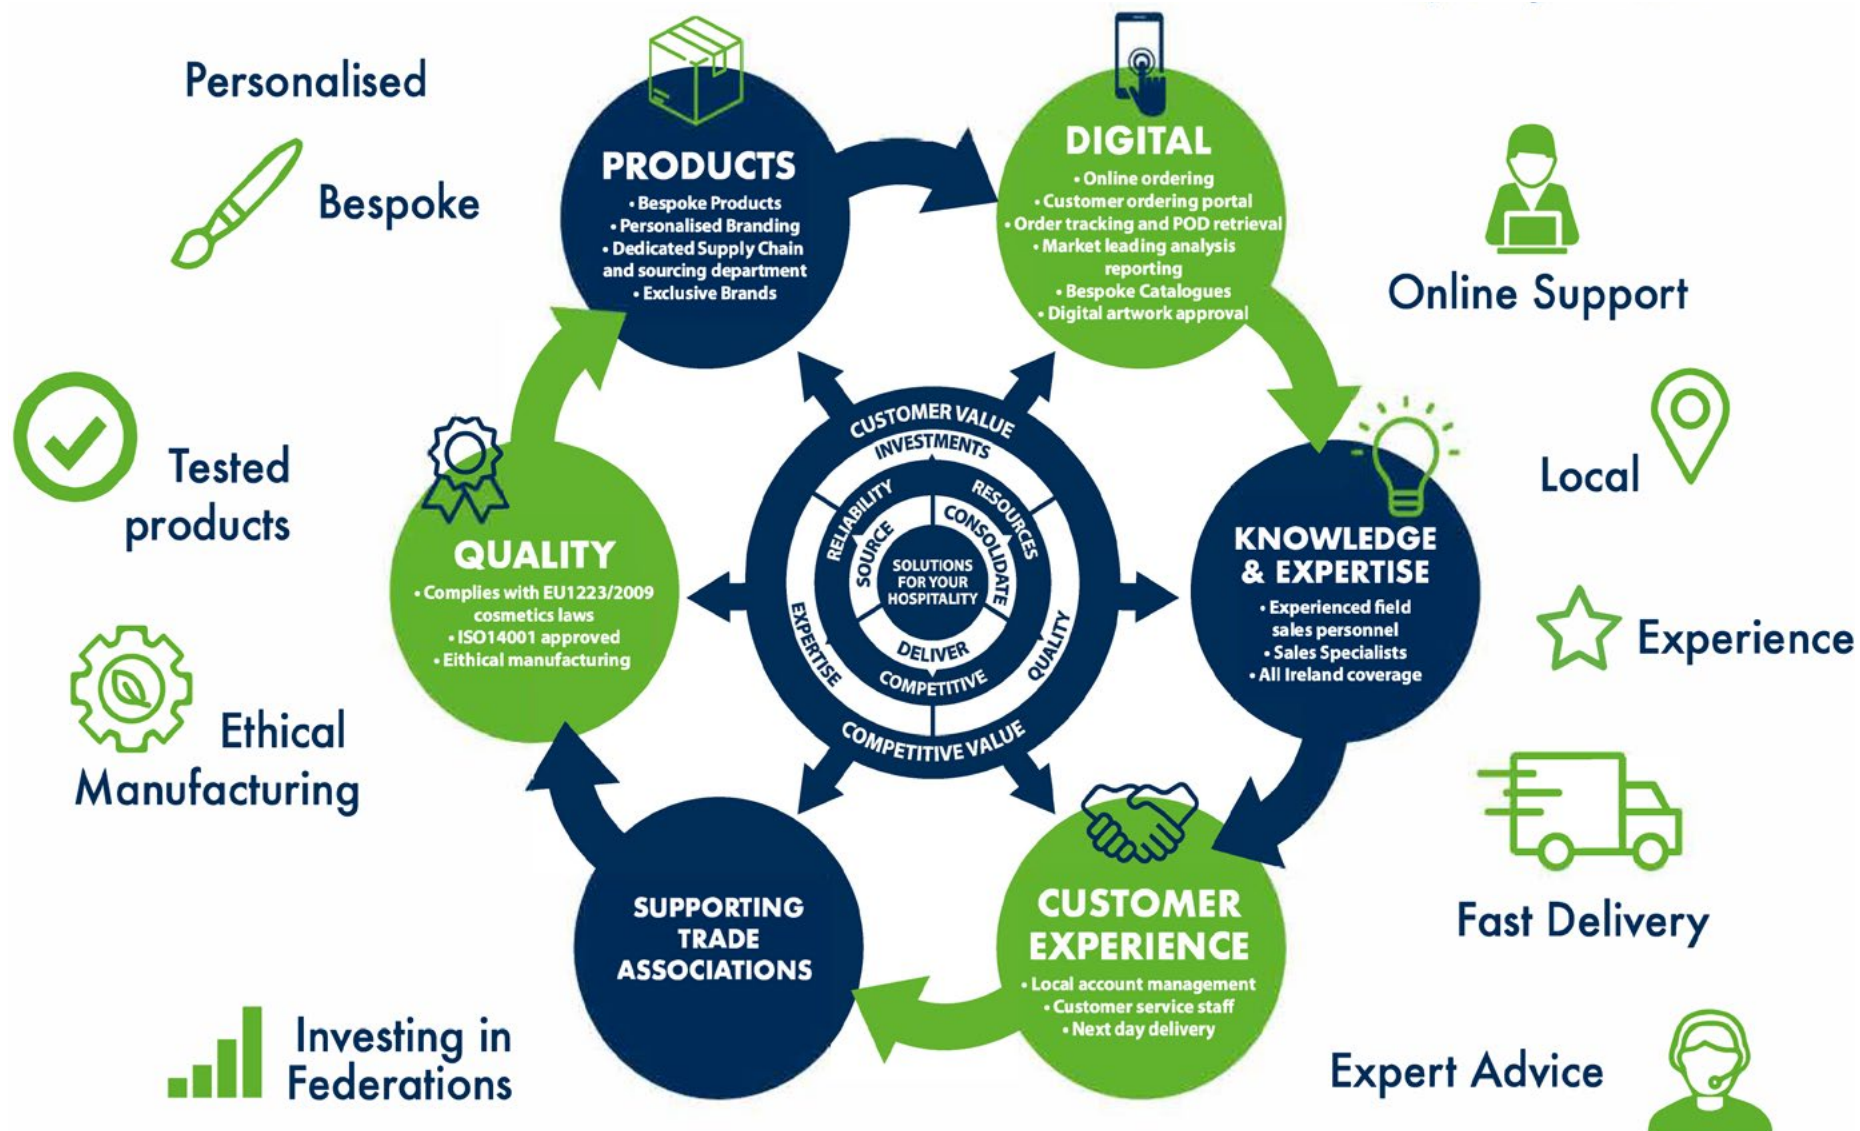 Personalised
Bespoke
PRODUCTS
• Bespoke Products
• Personalised Branding
• Dedicated Supply Chain
and sourcing department
• Exclusive Brands
DIGITAL
• Online ordering
• Customer ordering portal
• Order tracking and POD retrieval
• Market leading analysis
reporting
• Bespoke Catalogues
• Digital artwork approval
Online Support
Tested
products
QUALITY
• Complies with EU1223/2009
cosmetics laws
• ISO14001 approved
• Eithical manufacturing
CUSTOMER VALUE
INVESTMENTS
RELIABILITY
RESOURCES
SOURCE
CONSOLIDATE
SOLUTIONS
FOR YOUR
HOSPITALITY
DELIVER
COMPETITIVE
EXPERTISE
QUALITY
COMPETITIVE VALUE
KNOWLEDGE
& EXPERTISE
• Experienced field
sales personnel
• Sales Specialists
• All Ireland coverage
Local
Experience
Ethical
Manufacturing
SUPPORTING
TRADE
ASSOCIATIONS
CUSTOMER
EXPERIENCE
• Local account management
• Customer service staff
• Next day delivery
Fast Delivery
Investing in
Federations
Expert Advice